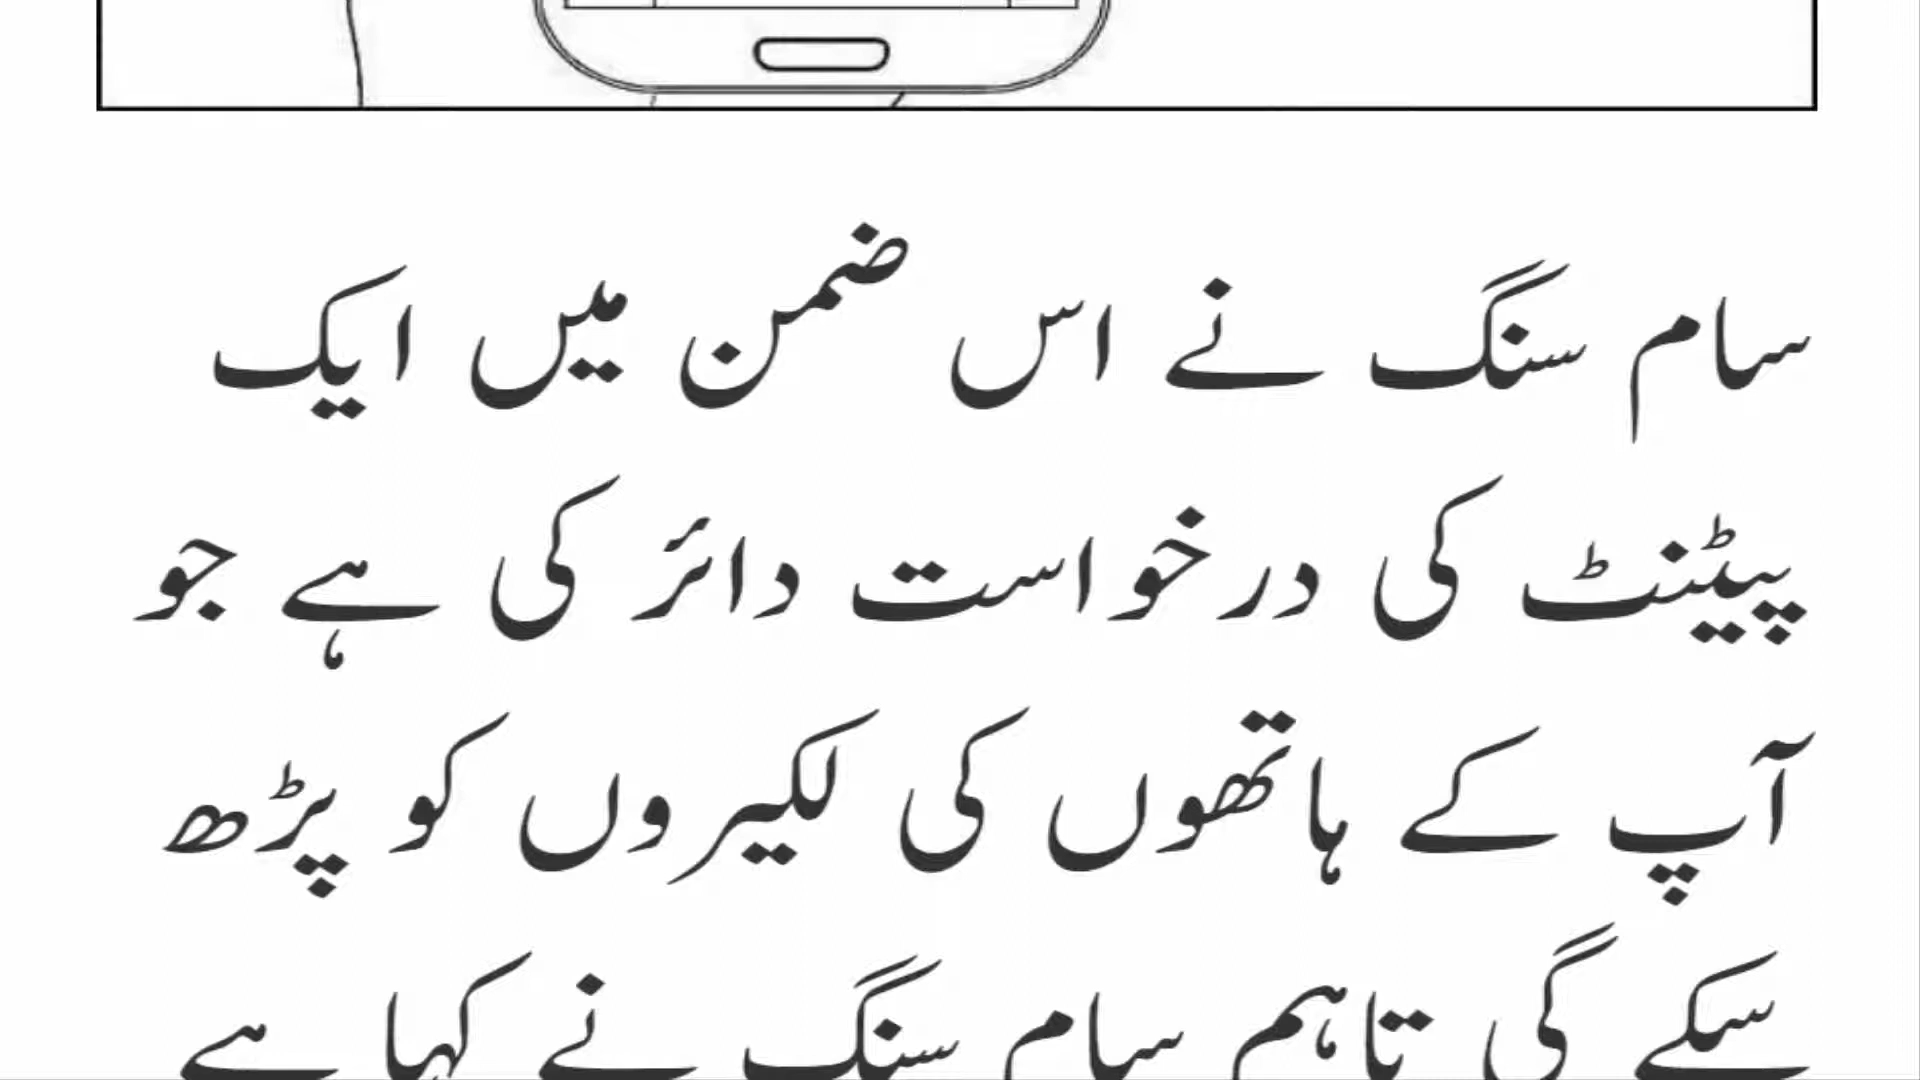 سام سنگ نے اس ضمن میں ایک
پیٹنٹ کی درخواست دائر کی ہے جو
آپ کے ہاتھوں کی لکیروں کو پڑھ
سکے گی تاہم سام سنگ نے کہا ہے